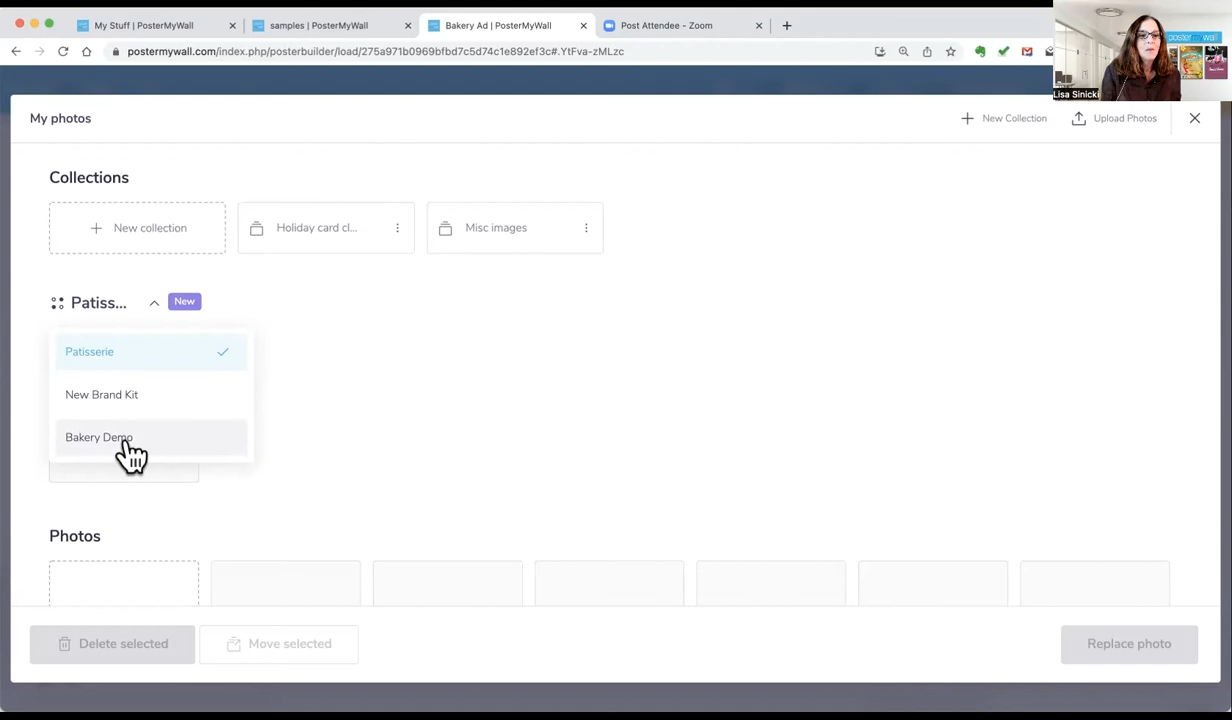 My Stuff | PosterMyWall
samples | PosterMyWall
Bakery Ad | PosterMyWall
Post Attendee - Zoom
postermywall.com/index.php/posterbuilder/load/275a971b0969bfbd7c5d74c1e892ef3c#.YtFva-zMLzc
postermywall
Lisa Sinicki
My photos
New Collection
Upload Photos
Collections
New collection
Holiday card cl...
Misc images
Patiss...
New
Patisserie
New Brand Kit
Bakery Demo
Photos
Delete selected
Move selected
Replace photo